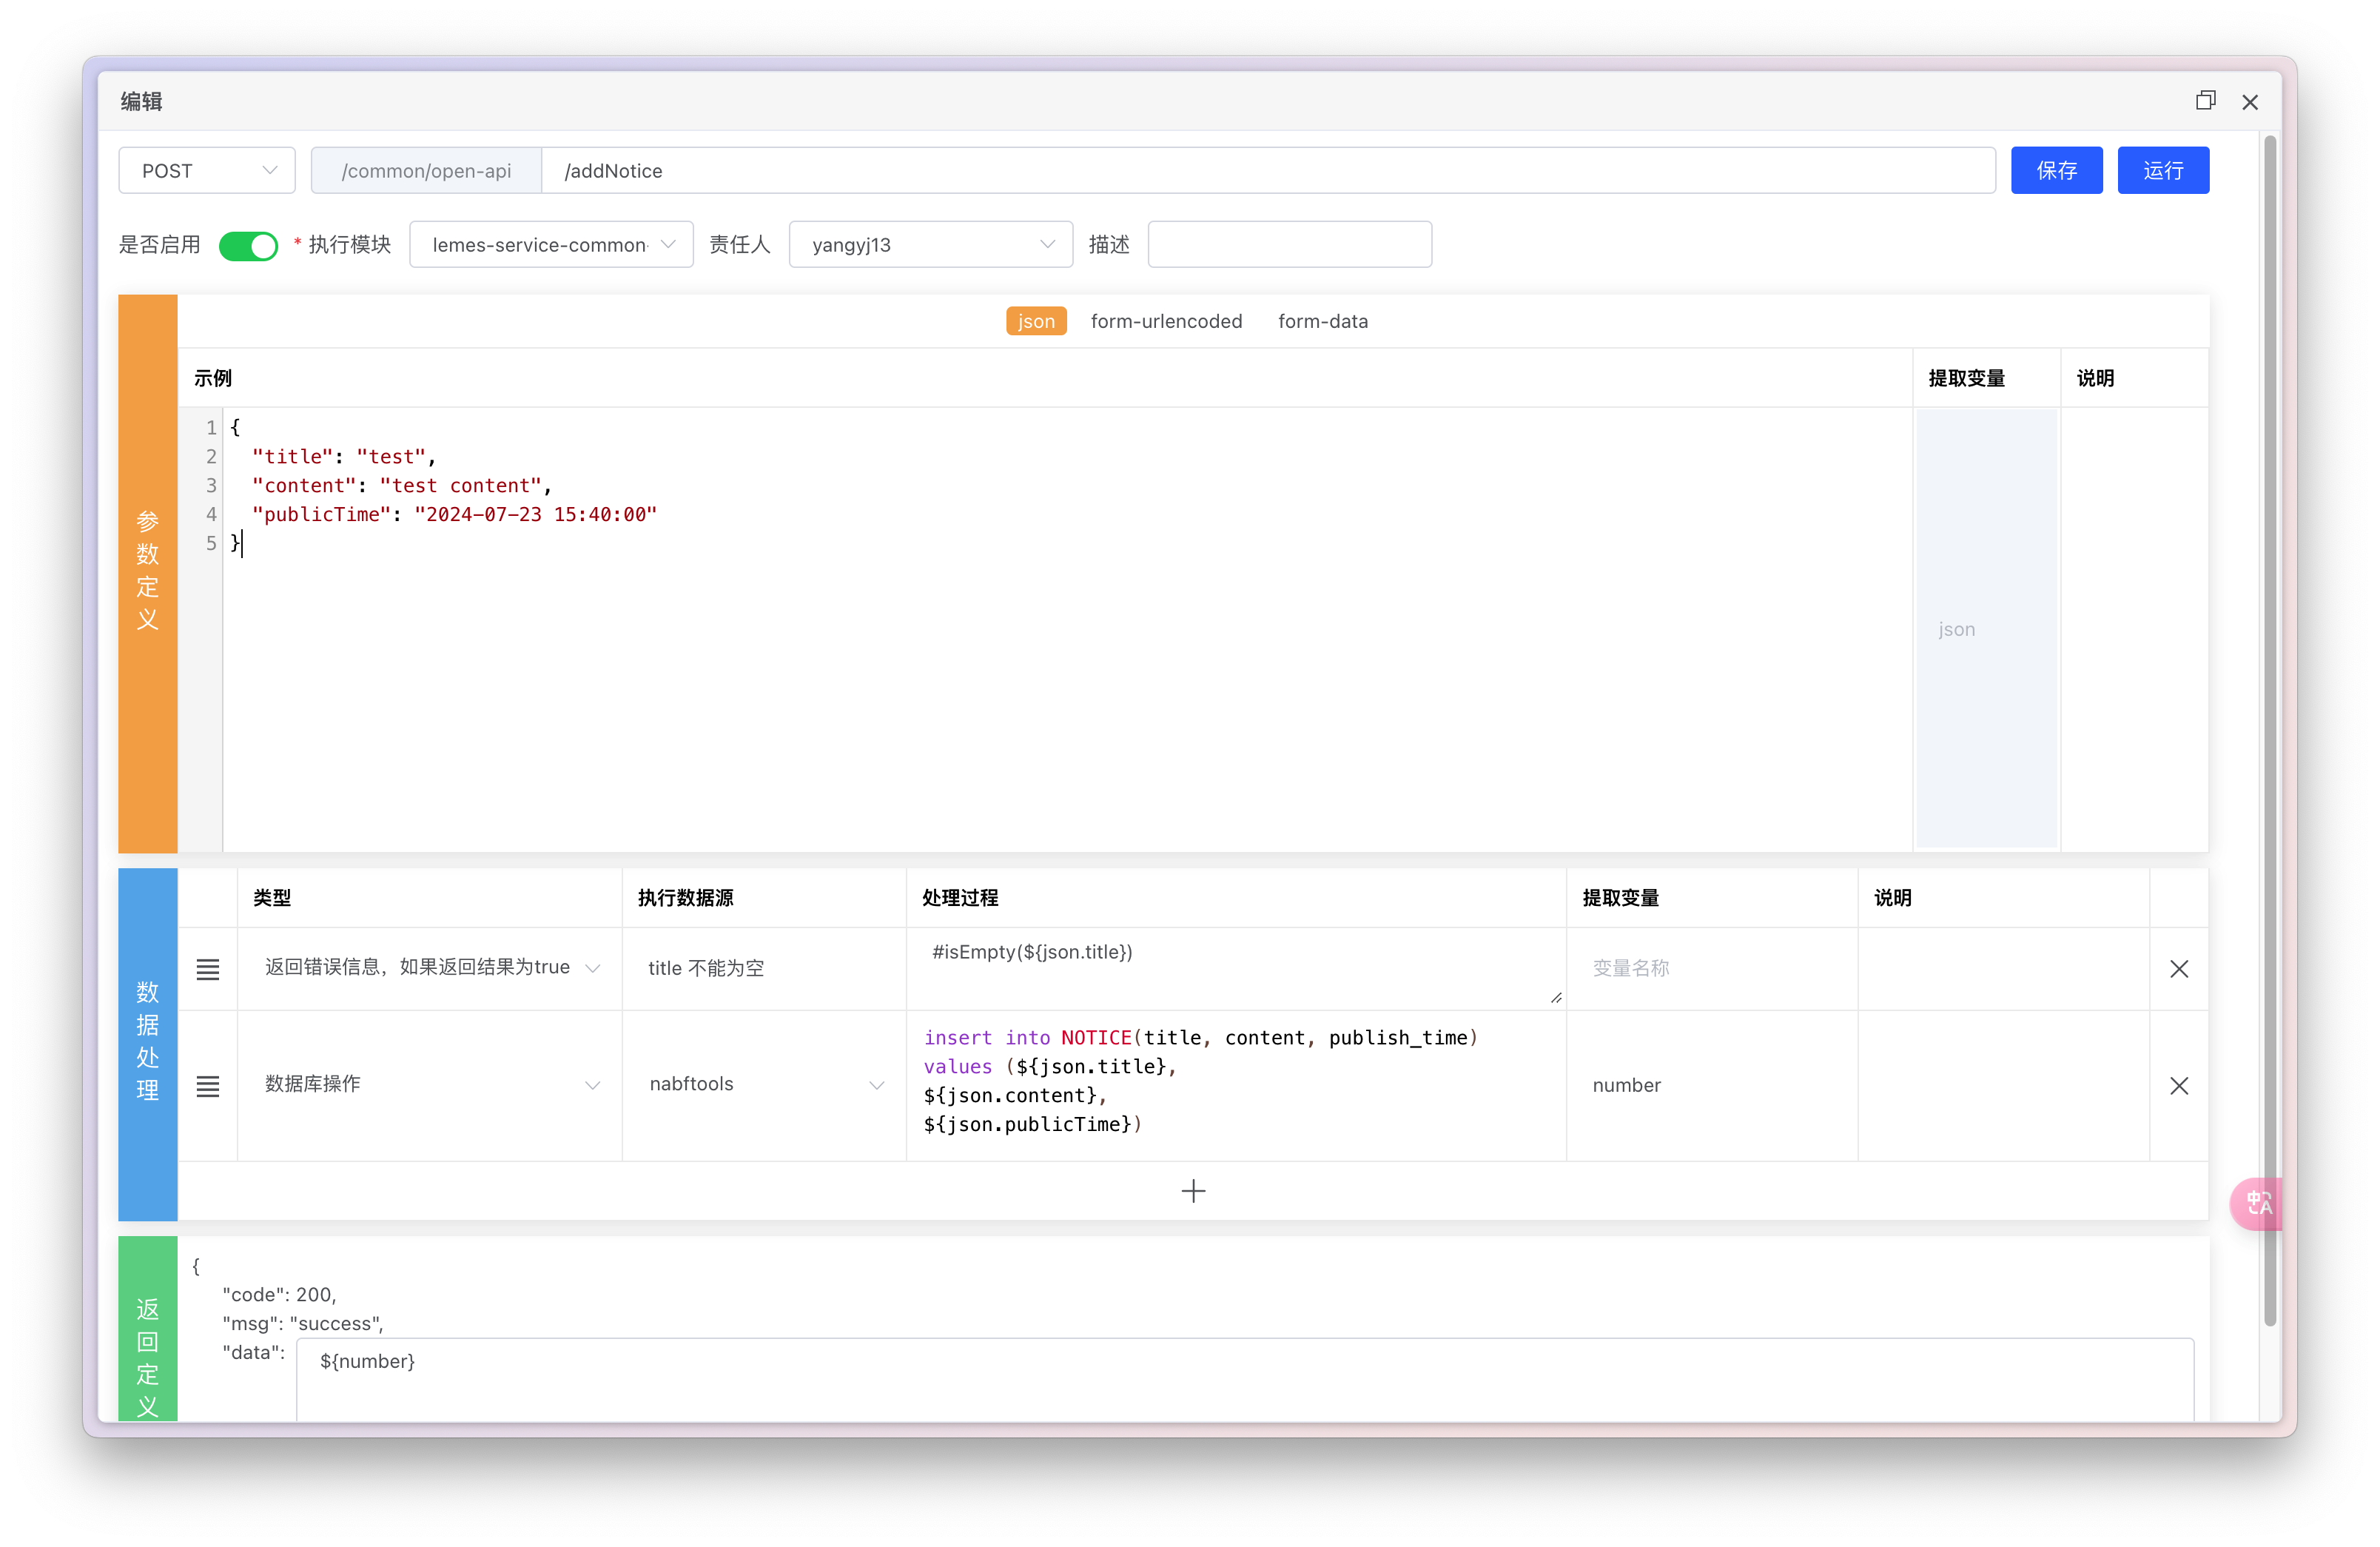 编辑
POST
/common/open-api
/addNotice
保存
运行
是否启用
* 执行模块
lemes-service-common-
责任人
yangyj13
描述
参数定义
json
form-urlencoded
form-data
示例
提取变量
说明
1 {
2 "title": "test",
3 "content": "test content",
4 "publicTime": "2024-07-23 15:40:00"
5 }
json
数据处理
类型
执行数据源
处理过程
提取变量
说明
返回错误信息，如果返回结果为true
title 不能为空
#isEmpty(${json.title})
变量名称
数据库操作
nabftools
insert into NOTICE(title, content, publish_time)
values (${json.title},
${json.content},
${json.publicTime})
number
返回定义
{
"code": 200,
"msg": "success",
"data":
${number}